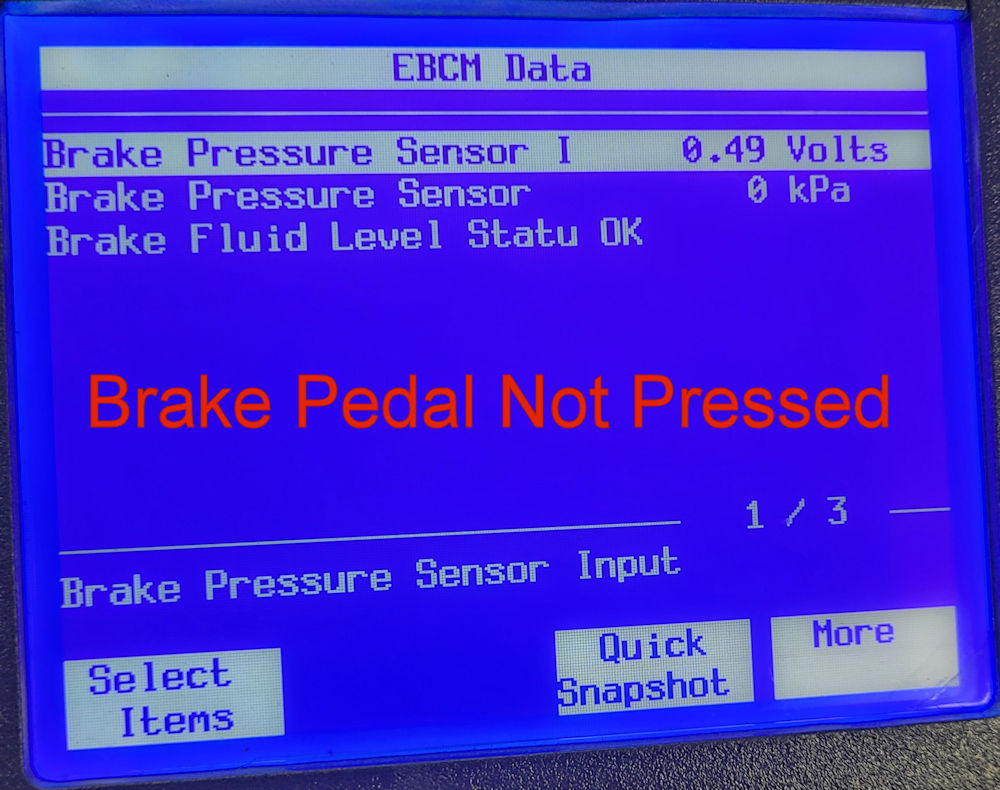 EBCM Data
Brake Pressure Sensor I 0.49 Volts
Brake Pressure Sensor 0 kPa
Brake Fluid Level Statu OK
Brake Pedal Not Pressed
1 / 3
Brake Pressure Sensor Input
Select Items
Quick Snapshot
More